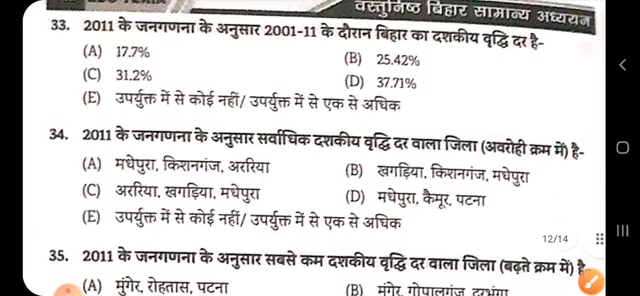 वस्तुनिष्ठ बिहार सामान्य अध्ययन
33. 2011 के जनगणना के अनुसार 2001-11 के दौरान बिहार का दशकीय वृद्धि दर है-
(A) 17.7%
(B) 25.42%
(C) 31.2%
(D) 37.71%
(E) उपर्युक्त में से कोई नहीं/ उपर्युक्त में से एक से अधिक
34. 2011 के जनगणना के अनुसार सर्वाधिक दशकीय वृद्धि दर वाला जिला (अवरोही क्रम में) है-
(A) मधेपुरा, किशनगंज, अररिया
(B) खगड़िया, किशनगंज, मधेपुरा
(C) अररिया, खगड़िया, मधेपुरा
(D) मधेपुरा, कैमूर, पटना
(E) उपर्युक्त में से कोई नहीं/ उपर्युक्त में से एक से अधिक
12/14
35. 2011 के जनगणना के अनुसार सबसे कम दशकीय वृद्धि दर वाला जिला (बढ़ते क्रम में) है-
(A) मुंगेर, रोहतास, पटना
(B) मुंगेर, गोपालगंज, दरभंगा